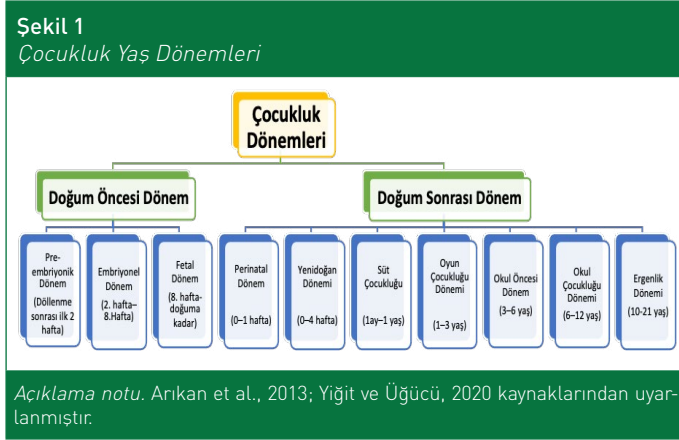 Şekil 1
Çocukluk Yaş Dönemleri
Çocukluk
Dönemleri
Doğum Öncesi Dönem
Doğum Sonrası Dönem
Pre-
embriyonik
Dönem
(Döllenme
sonrası ilk 2
hafta)
Embriyonel
Dönem
(2. hafta–
8.Hafta)
Fetal
Dönem
(8. hafta-
doğuma
kadar)
Perinatal
Dönem
(0–1 hafta)
Yenidoğan
Dönemi
(0–4 hafta)
Süt
Çocukluğu
(1ay–1 yaş)
Oyun
Çocukluğu
Dönemi
(1–3 yaş)
Okul Öncesi
Dönem
(3–6 yaş)
Okul
Çocukluğu
Dönemi
(6–12 yaş)
Ergenlik
Dönemi
(10-21 yaş)
Açıklama notu. Arıkan et al., 2013; Yiğit ve Üğücü, 2020 kaynaklarından uyar-
lanmıştır.